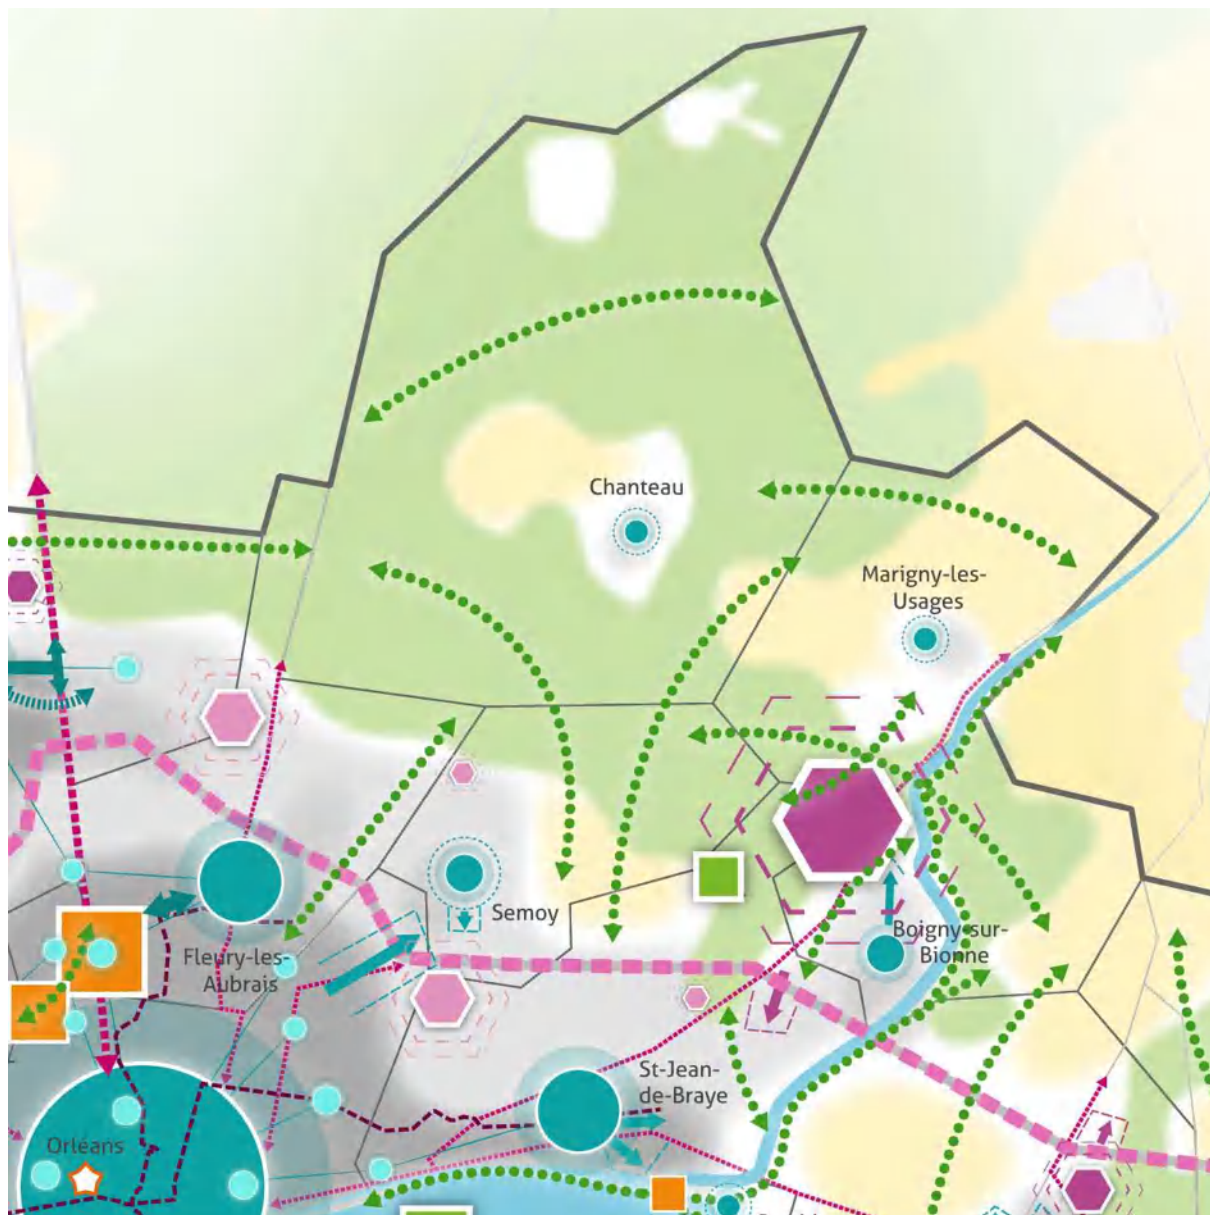 Chanteau
Marigny-les-
Usages
Semoy
Boigny-sur-
Bionne
Fleury-les-
Aubrais
St-Jean-
de-Braye
Orléans